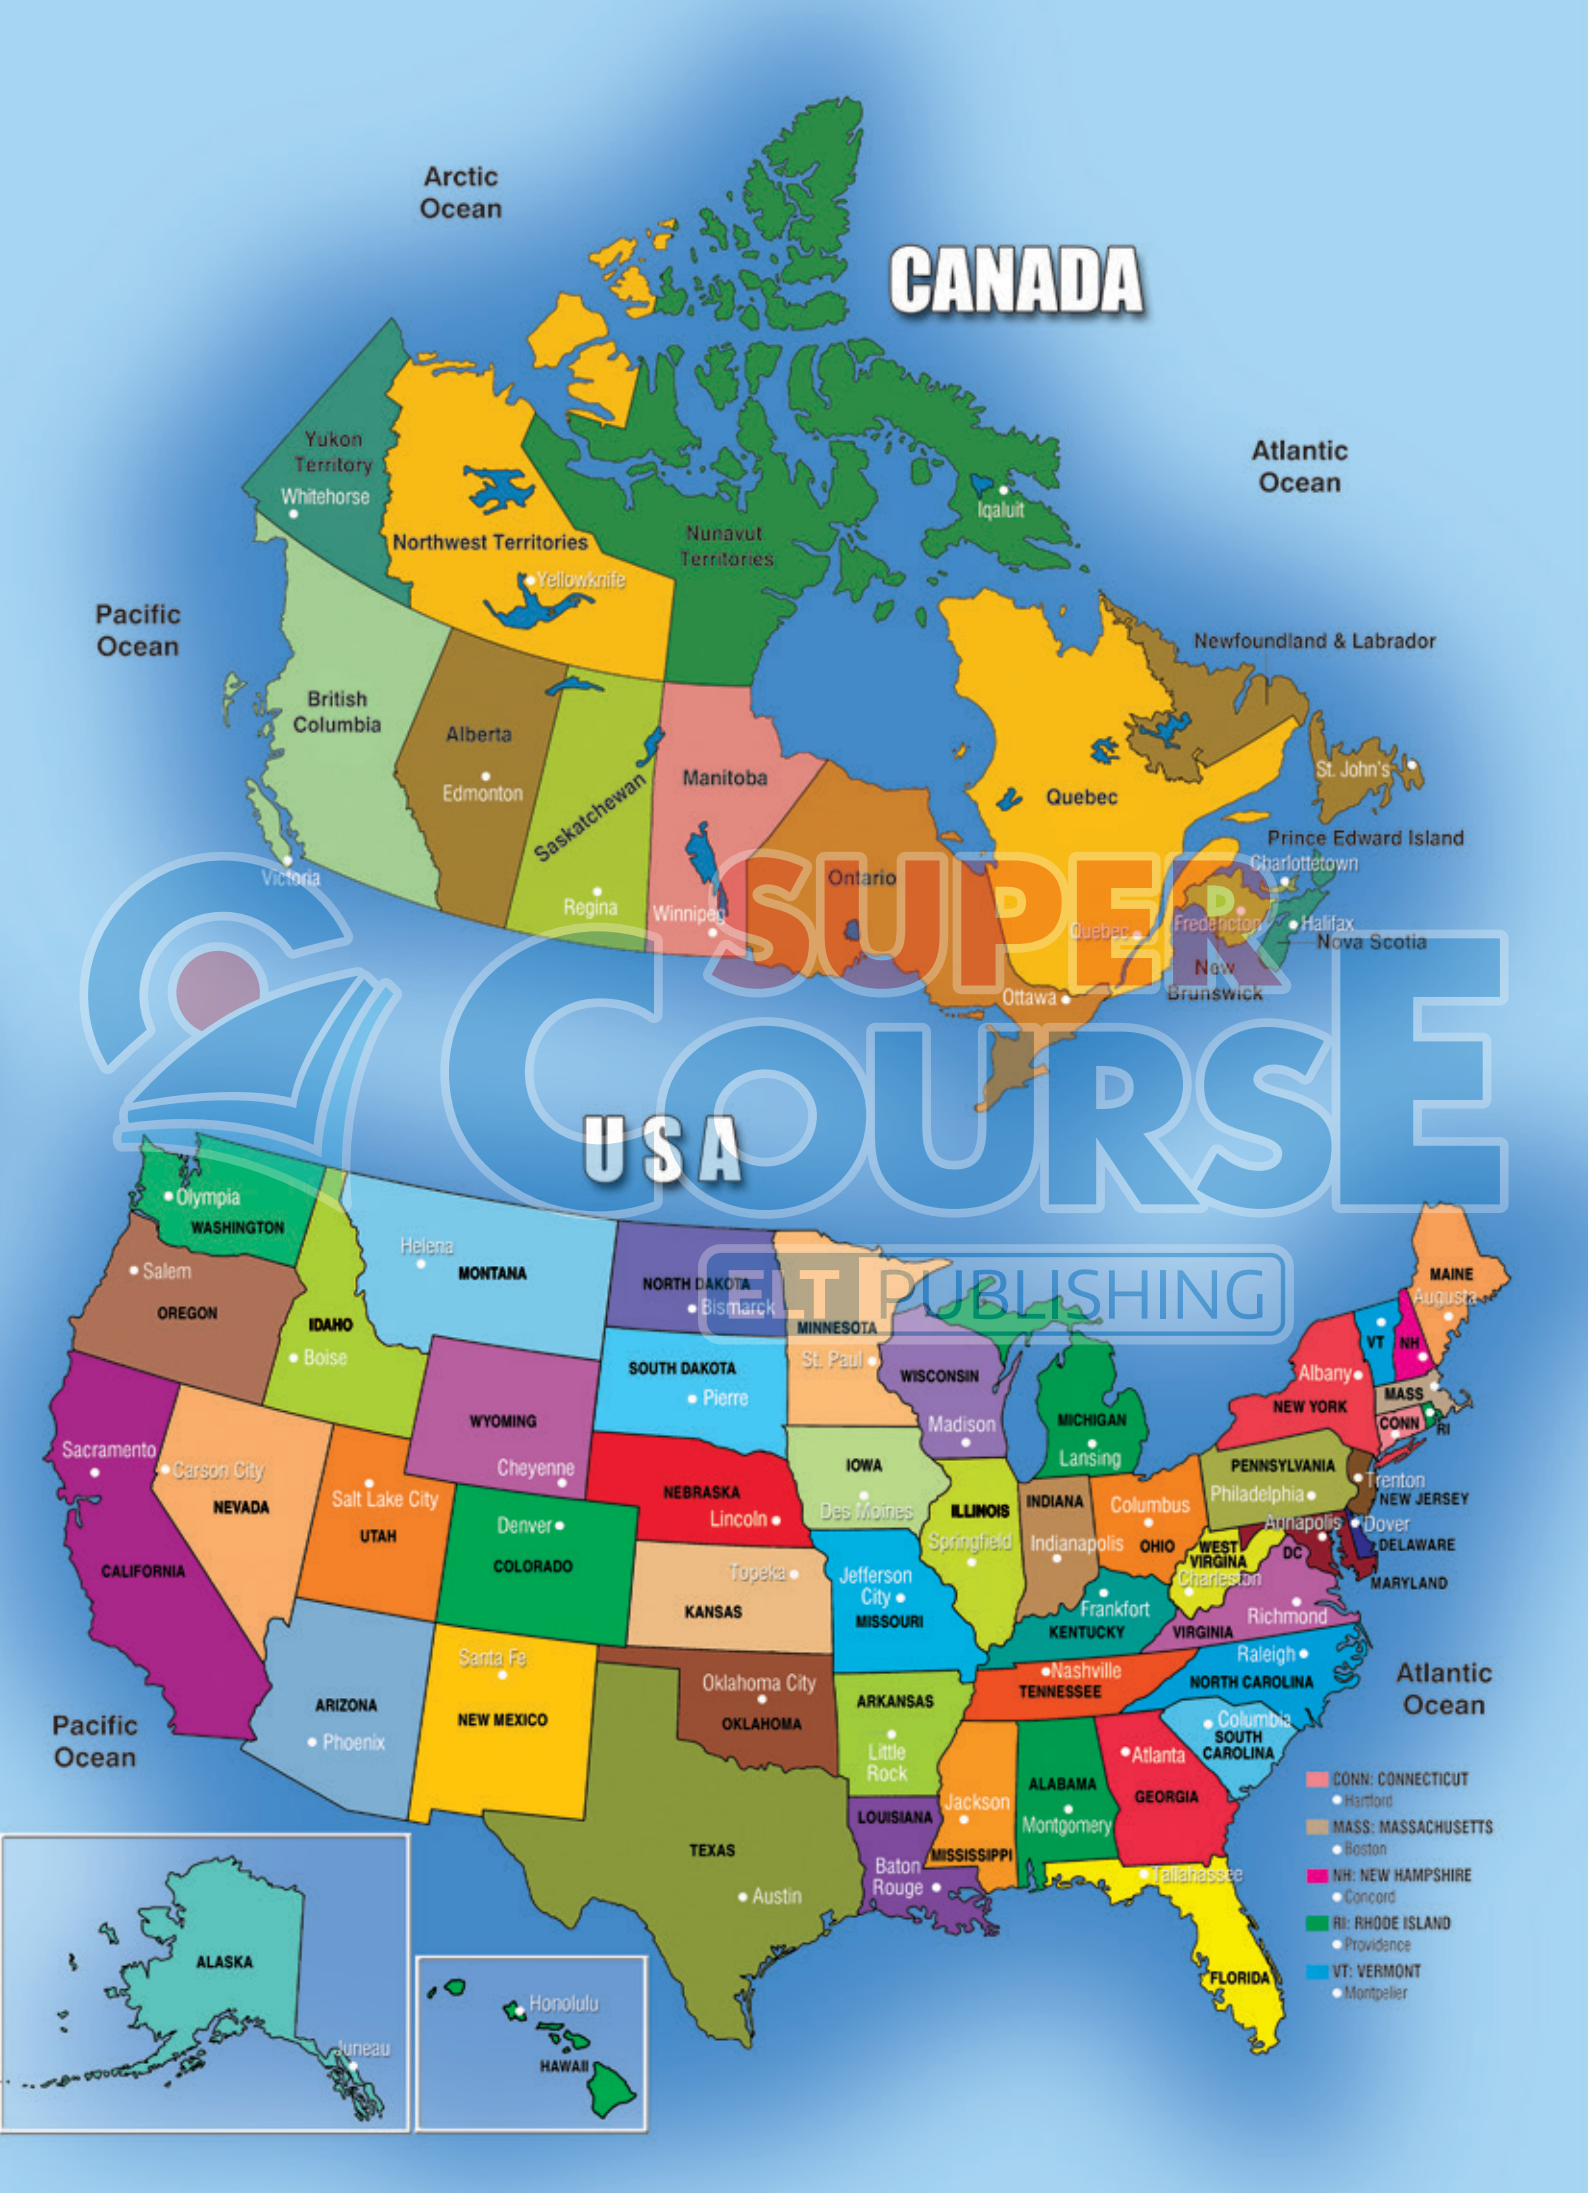 Arctic
Ocean
CANADA
Atlantic
Ocean
Yukon
Territory
Whitehorse
Iqaluit
Northwest Territories
Nunavut
Territories
Yellowknife
Pacific
Ocean
Newfoundland & Labrador
British
Columbia
Alberta
Edmonton
Saskatchewan
Manitoba
Quebec
St. John's
Prince Edward Island
Charlottetown
Victoria
Regina
Winnipeg
Ontario
Quebec
Fredericton
Halifax
Nova Scotia
New
Brunswick
Ottawa
SUPER
COURSE
ELT PUBLISHING
USA
Olympia
WASHINGTON
Salem
OREGON
IDAHO
Boise
Helena
MONTANA
NORTH DAKOTA
Bismarck
MINNESOTA
St. Paul
SOUTH DAKOTA
Pierre
WISCONSIN
Madison
MICHIGAN
Lansing
MAINE
Augusta
VT
NH
Albany
NEW YORK
MASS
CONN
RI
WYOMING
Cheyenne
Sacramento
Carson City
NEVADA
Salt Lake City
UTAH
CALIFORNIA
Denver
COLORADO
NEBRASKA
Lincoln
IOWA
Des Moines
ILLINOIS
Springfield
INDIANA
Indianapolis
Columbus
OHIO
PENNSYLVANIA
Philadelphia
Trenton
NEW JERSEY
Annapolis
Dover
DELAWARE
DC
MARYLAND
WEST
VIRGINA
Charleston
Richmond
VIRGINIA
Topeka
KANSAS
Jefferson
City
MISSOURI
Frankfort
KENTUCKY
Raleigh
NORTH CAROLINA
Nashville
TENNESSEE
Atlantic
Ocean
Santa Fe
NEW MEXICO
ARIZONA
Phoenix
Pacific
Ocean
Oklahoma City
OKLAHOMA
ARKANSAS
Little
Rock
Columbia
SOUTH
CAROLINA
Atlanta
GEORGIA
ALABAMA
Montgomery
Jackson
MISSISSIPPI
LOUISIANA
Baton
Rouge
TEXAS
Austin
Tallahassee
FLORIDA
CONN: CONNECTICUT
Hartford
MASS: MASSACHUSETTS
Boston
NH: NEW HAMPSHIRE
Concord
RI: RHODE ISLAND
Providence
VT: VERMONT
Montpelier
ALASKA
Juneau
Honolulu
HAWAII